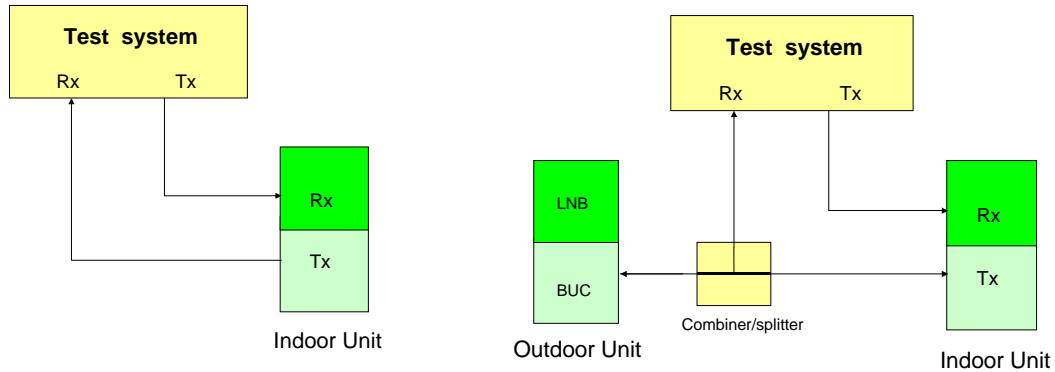 Test system
Rx Tx
Rx
Tx
Indoor Unit
Test system
Rx Tx
LNB
BUC
Outdoor Unit
Combiner/splitter
Rx
Tx
Indoor Unit